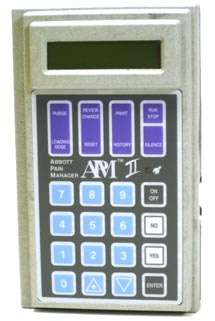 PURGE
REVIEW CHANGE
PRINT
RUN STOP
LOADING DOSE
RESET
HISTORY
SILENCE
ABBOTT
PAIN
MANAGER
APM™ II
7 8 9 ON OFF
4 5 6 NO
1 2 3 YES
0 ENTER